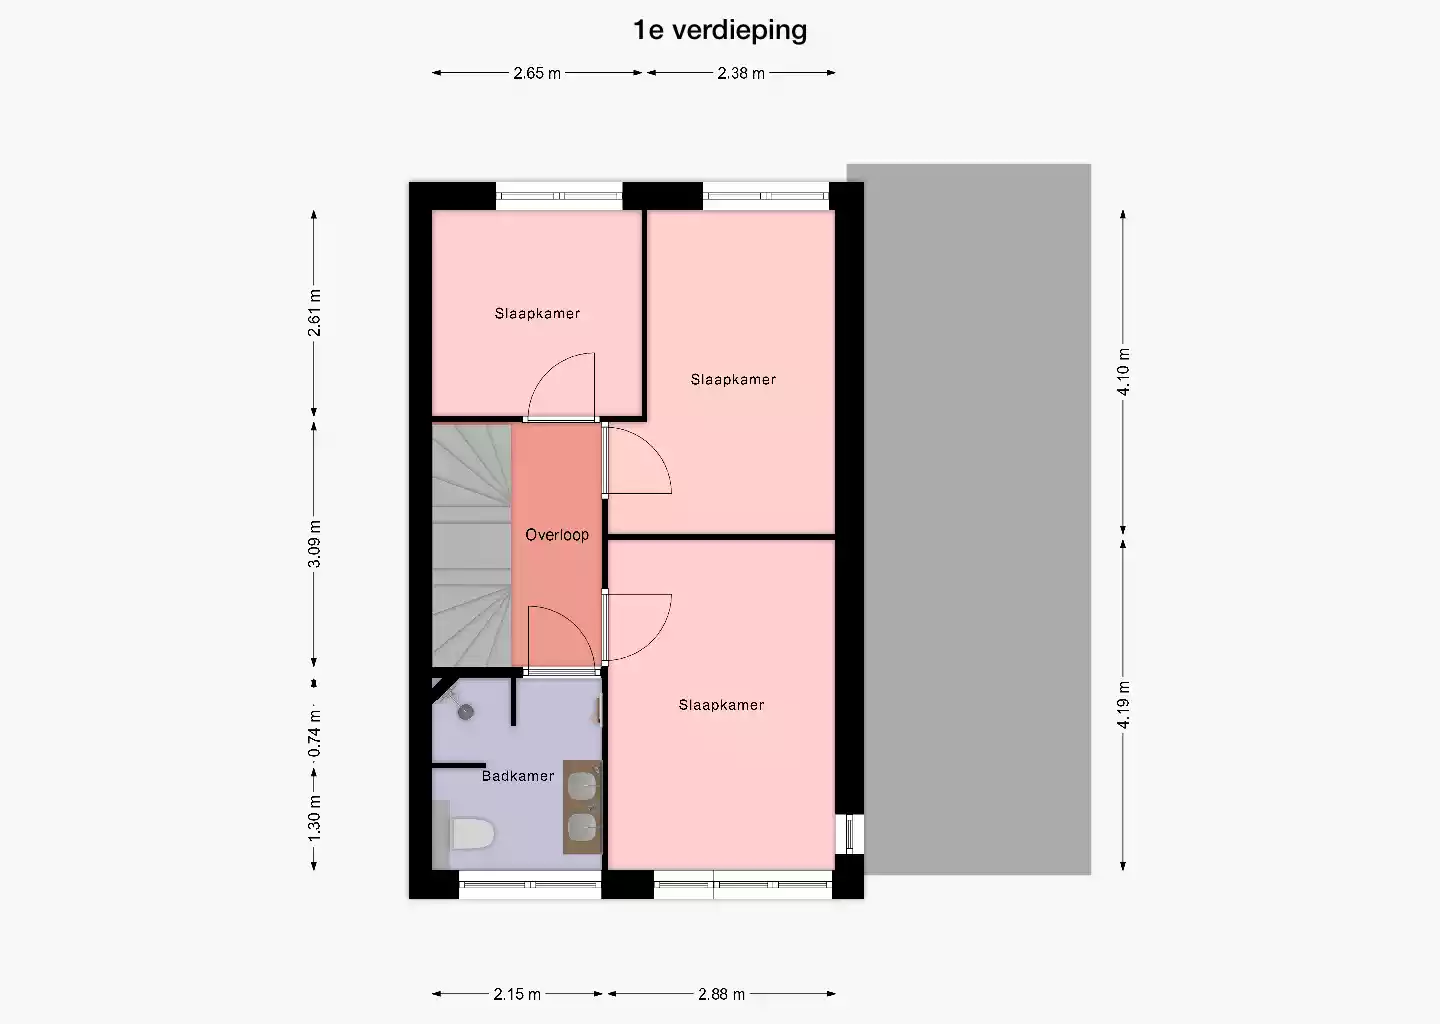 1e verdieping
2.65 m
2.38 m
2.61 m
Slaapkamer
4.10 m
Slaapkamer
3.09 m
Overloop
4.19 m
Slaapkamer
0.74 m
Badkamer
1.30 m
2.15 m
2.88 m